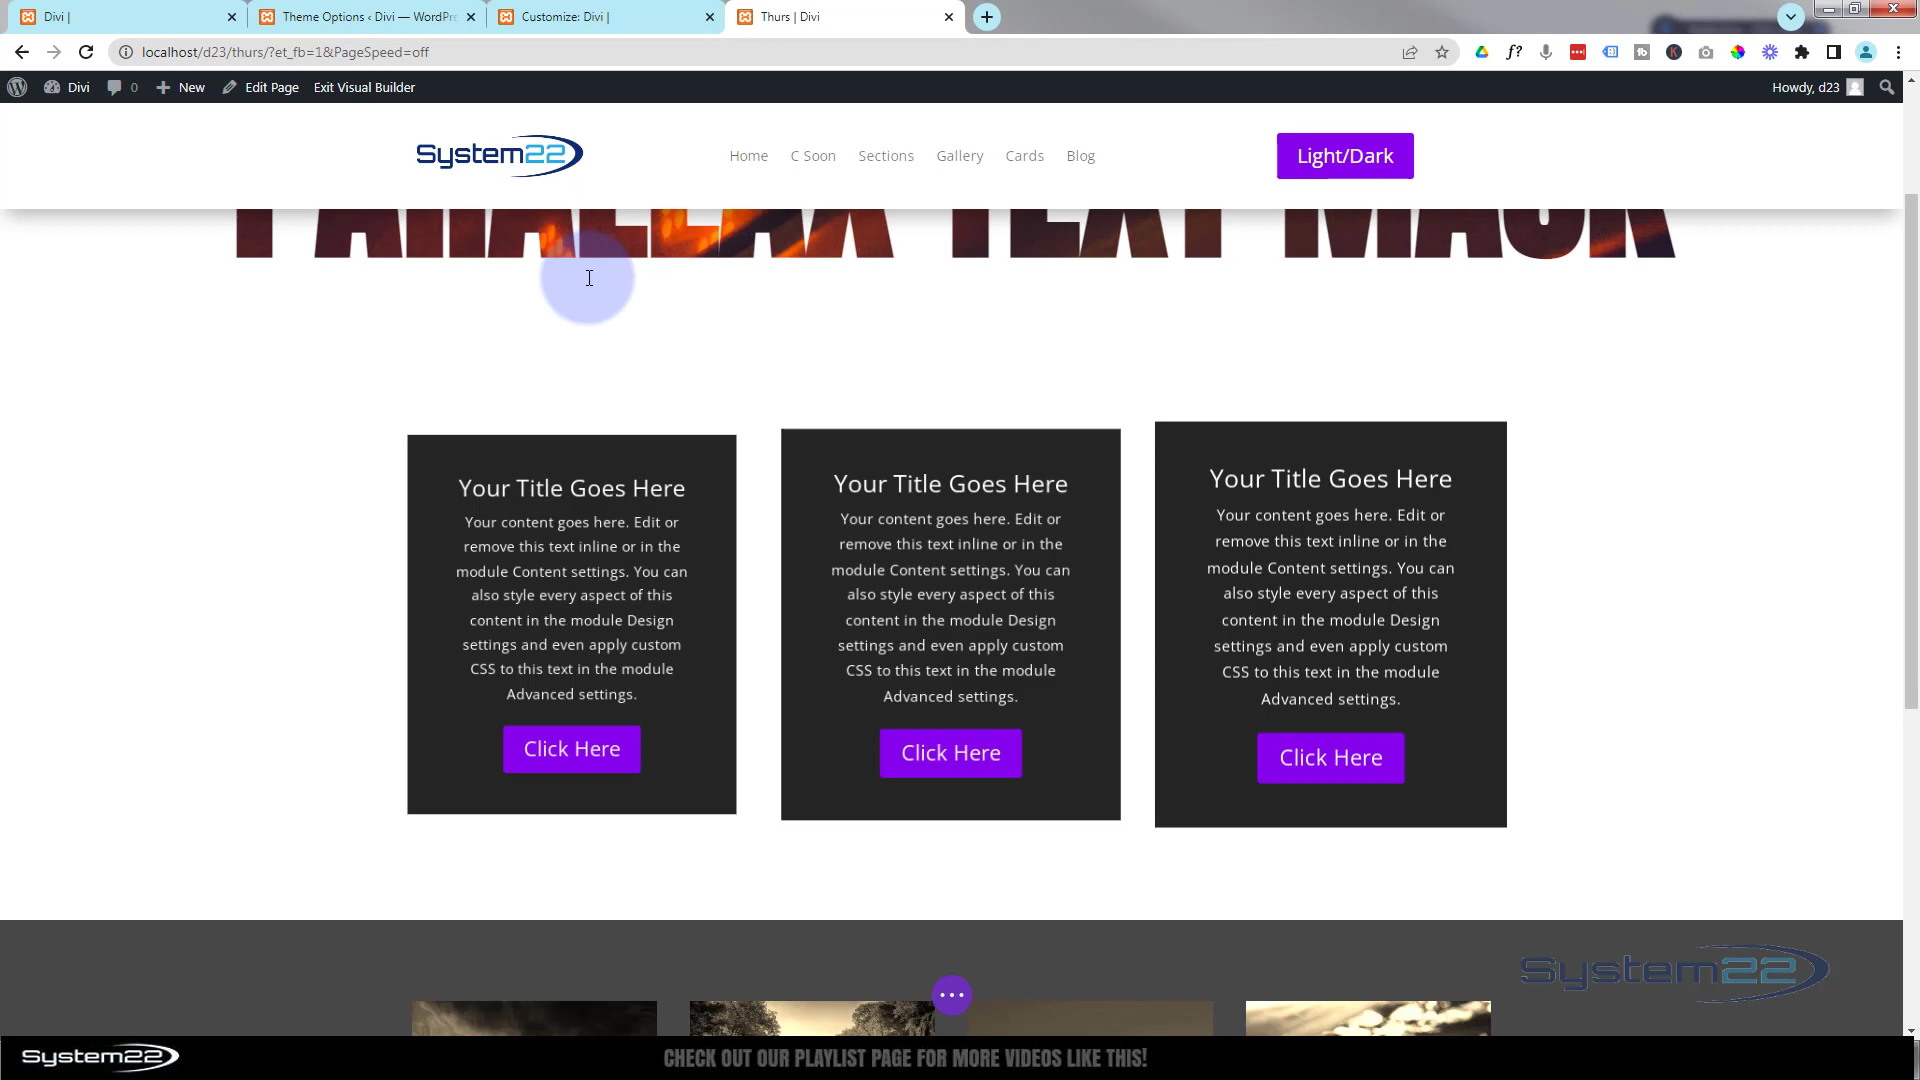 Divi |
Theme Options ‹ Divi — WordPre
Customize: Divi |
Thurs | Divi
localhost/d23/thurs/?et_fb=1&PageSpeed=off
Divi
0
New
Edit Page
Exit Visual Builder
Howdy, d23
System22
Home
C Soon
Sections
Gallery
Cards
Blog
Light/Dark
PARALLAX TEXT MASK
Your Title Goes Here
Your content goes here. Edit or
remove this text inline or in the
module Content settings. You can
also style every aspect of this
content in the module Design
settings and even apply custom
CSS to this text in the module
Advanced settings.
Click Here
Your Title Goes Here
Your content goes here. Edit or
remove this text inline or in the
module Content settings. You can
also style every aspect of this
content in the module Design
settings and even apply custom
CSS to this text in the module
Advanced settings.
Click Here
Your Title Goes Here
Your content goes here. Edit or
remove this text inline or in the
module Content settings. You can
also style every aspect of this
content in the module Design
settings and even apply custom
CSS to this text in the module
Advanced settings.
Click Here
System22
System22
CHECK OUT OUR PLAYLIST PAGE FOR MORE VIDEOS LIKE THIS!